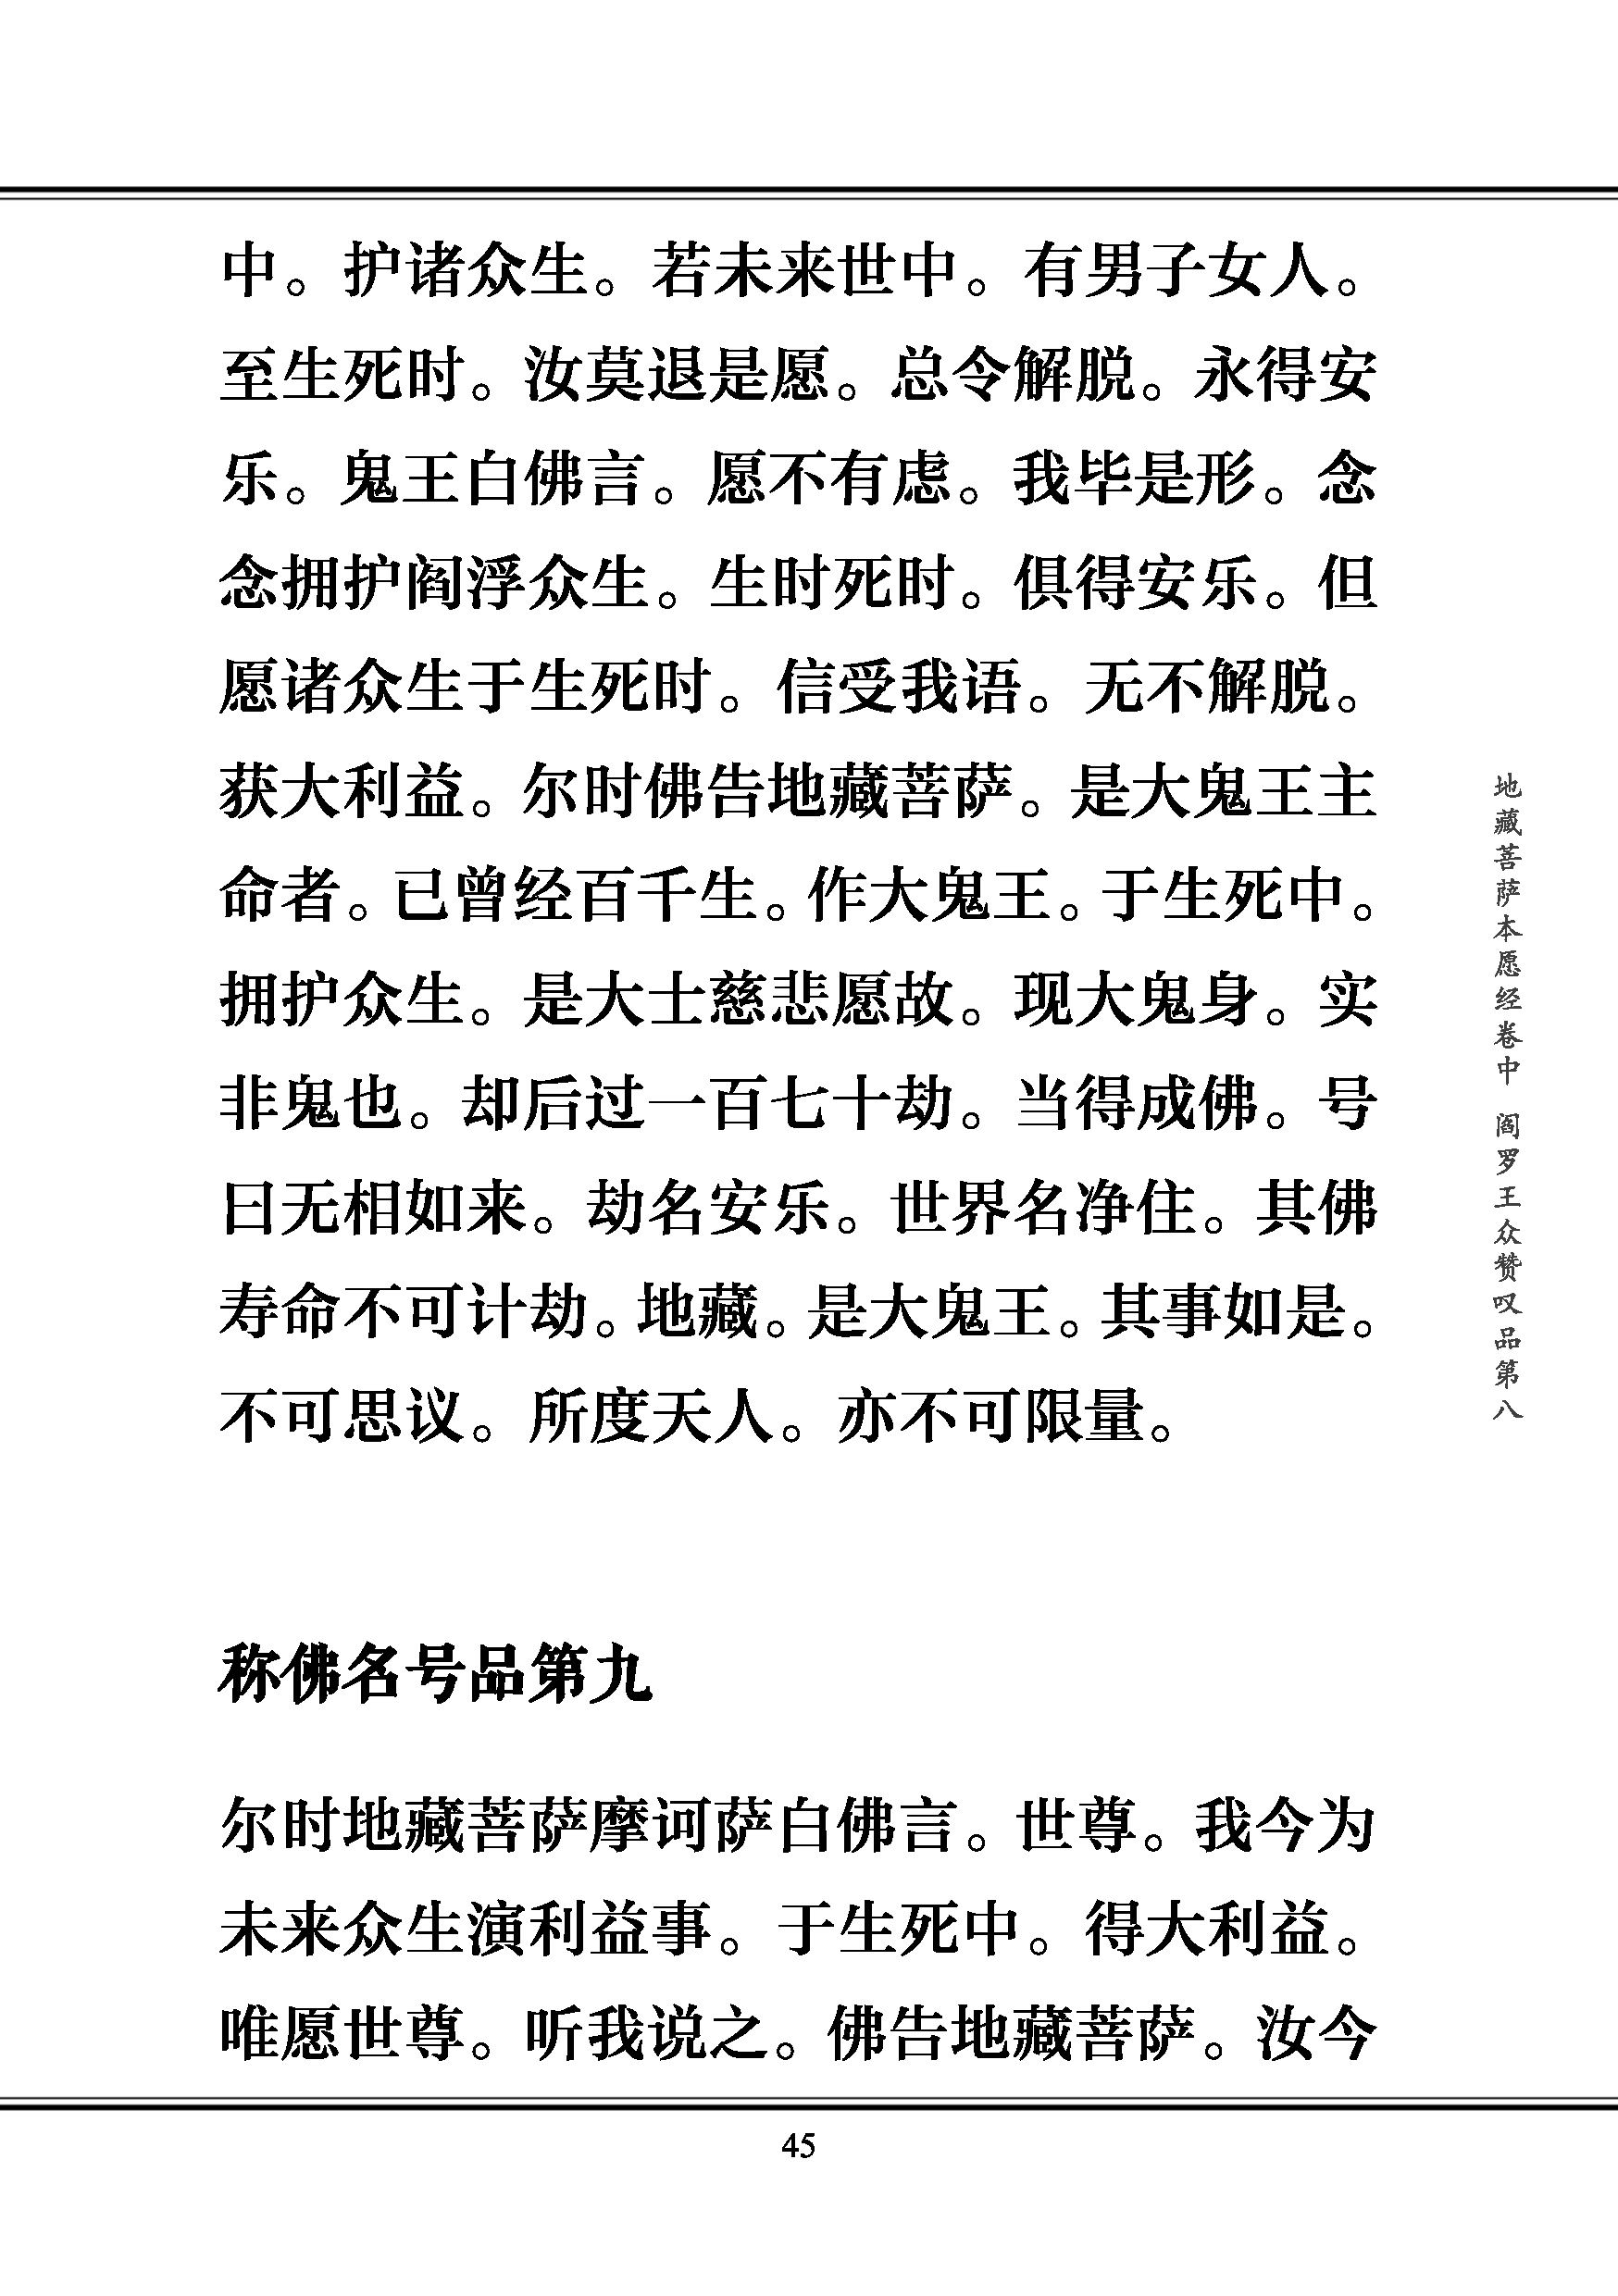 中。护诸众生。若未来世中。有男子女人。
至生死时。汝莫退是愿。总令解脱。永得安
乐。鬼王白佛言。愿不有虑。我毕是形。念
念拥护阎浮众生。生时死时。俱得安乐。但
愿诸众生于生死时。信受我语。无不解脱。
获大利益。尔时佛告地藏菩萨。是大鬼王主
命者。已曾经百千生。作大鬼王。于生死中。
拥护众生。是大士慈悲愿故。现大鬼身。实
非鬼也。却后过一百七十劫。当得成佛。号
曰无相如来。劫名安乐。世界名净住。其佛
寿命不可计劫。地藏。是大鬼王。其事如是。
不可思议。所度天人。亦不可限量。
称佛名号品第九
尔时地藏菩萨摩诃萨白佛言。世尊。我今为
未来众生演利益事。于生死中。得大利益。
唯愿世尊。听我说之。佛告地藏菩萨。汝今
地藏菩萨本愿经卷中 阎罗王众赞叹品第八
45